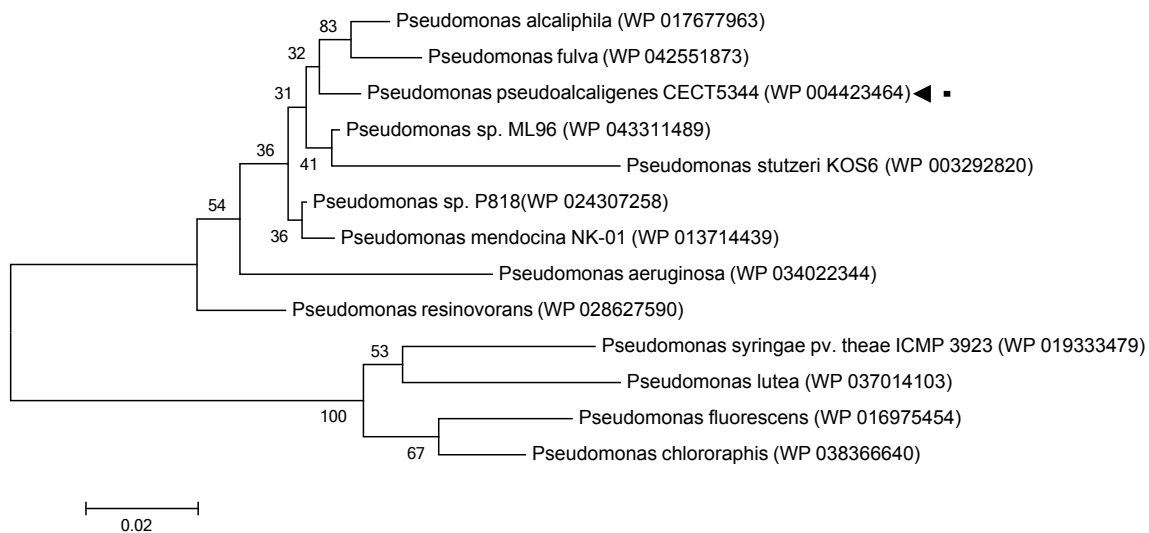 83
Pseudomonas alcaliphila (WP 017677963)
32
Pseudomonas fulva (WP 042551873)
31
Pseudomonas pseudoalcaligenes CECT5344 (WP 004423464)
Pseudomonas sp. ML96 (WP 043311489)
36
41
Pseudomonas stutzeri KOS6 (WP 003292820)
54
Pseudomonas sp. P818(WP 024307258)
36
Pseudomonas mendocina NK-01 (WP 013714439)
Pseudomonas aeruginosa (WP 034022344)
Pseudomonas resinovorans (WP 028627590)
53
Pseudomonas syringae pv. theae ICMP 3923 (WP 019333479)
Pseudomonas lutea (WP 037014103)
100
Pseudomonas fluorescens (WP 016975454)
67
Pseudomonas chlororaphis (WP 038366640)
0.02